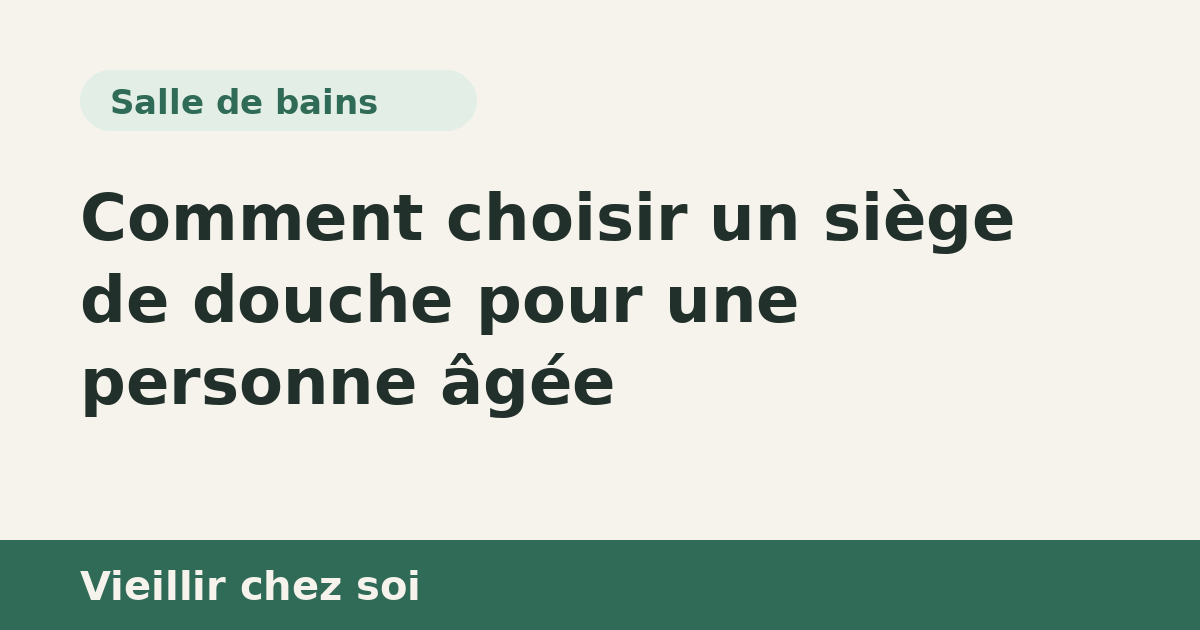 Salle de bains
Comment choisir un siège
de douche pour une
personne âgée
Vieillir chez soi